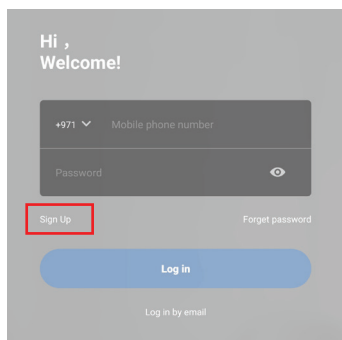 Hi ，
Welcome!
+971 Mobile phone number
Password
Sign Up Forget password
Log in
Log in by email